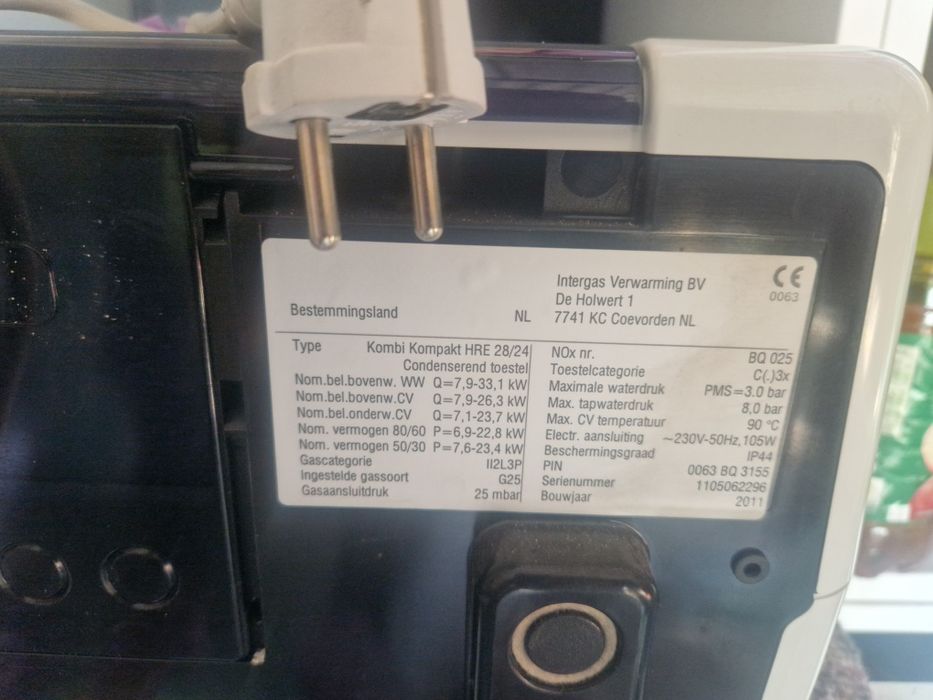 Intergas Verwarming BV
De Holwert 1
7741 KC Coevorden NL
CE
0063
Bestemmingsland NL
Type Kombi Kompakt HRE 28/24
Condenserend toestel
Nom.bel.bovenw. WW Q=7,9-33,1 kW
Nom.bel.bovenw.CV Q=7,9-26,3 kW
Nom.bel.onderw.CV Q=7,1-23,7 kW
Nom. vermogen 80/60 P=6,9-22,8 kW
Nom. vermogen 50/30 P=7,6-23,4 kW
Gascategorie II2L3P
Ingestelde gassoort G25
Gasaansluitdruk 25 mbar
NOx nr. BQ 025
Toestelcategorie C(.)3x
Maximale waterdruk PMS=3.0 bar
Max. tapwaterdruk 8,0 bar
Max. CV temperatuur 90 °C
Electr. aansluiting ~230V-50Hz,105W
Beschermingsgraad IP44
PIN 0063 BQ 3155
Serienummer 1105062296
Bouwjaar 2011